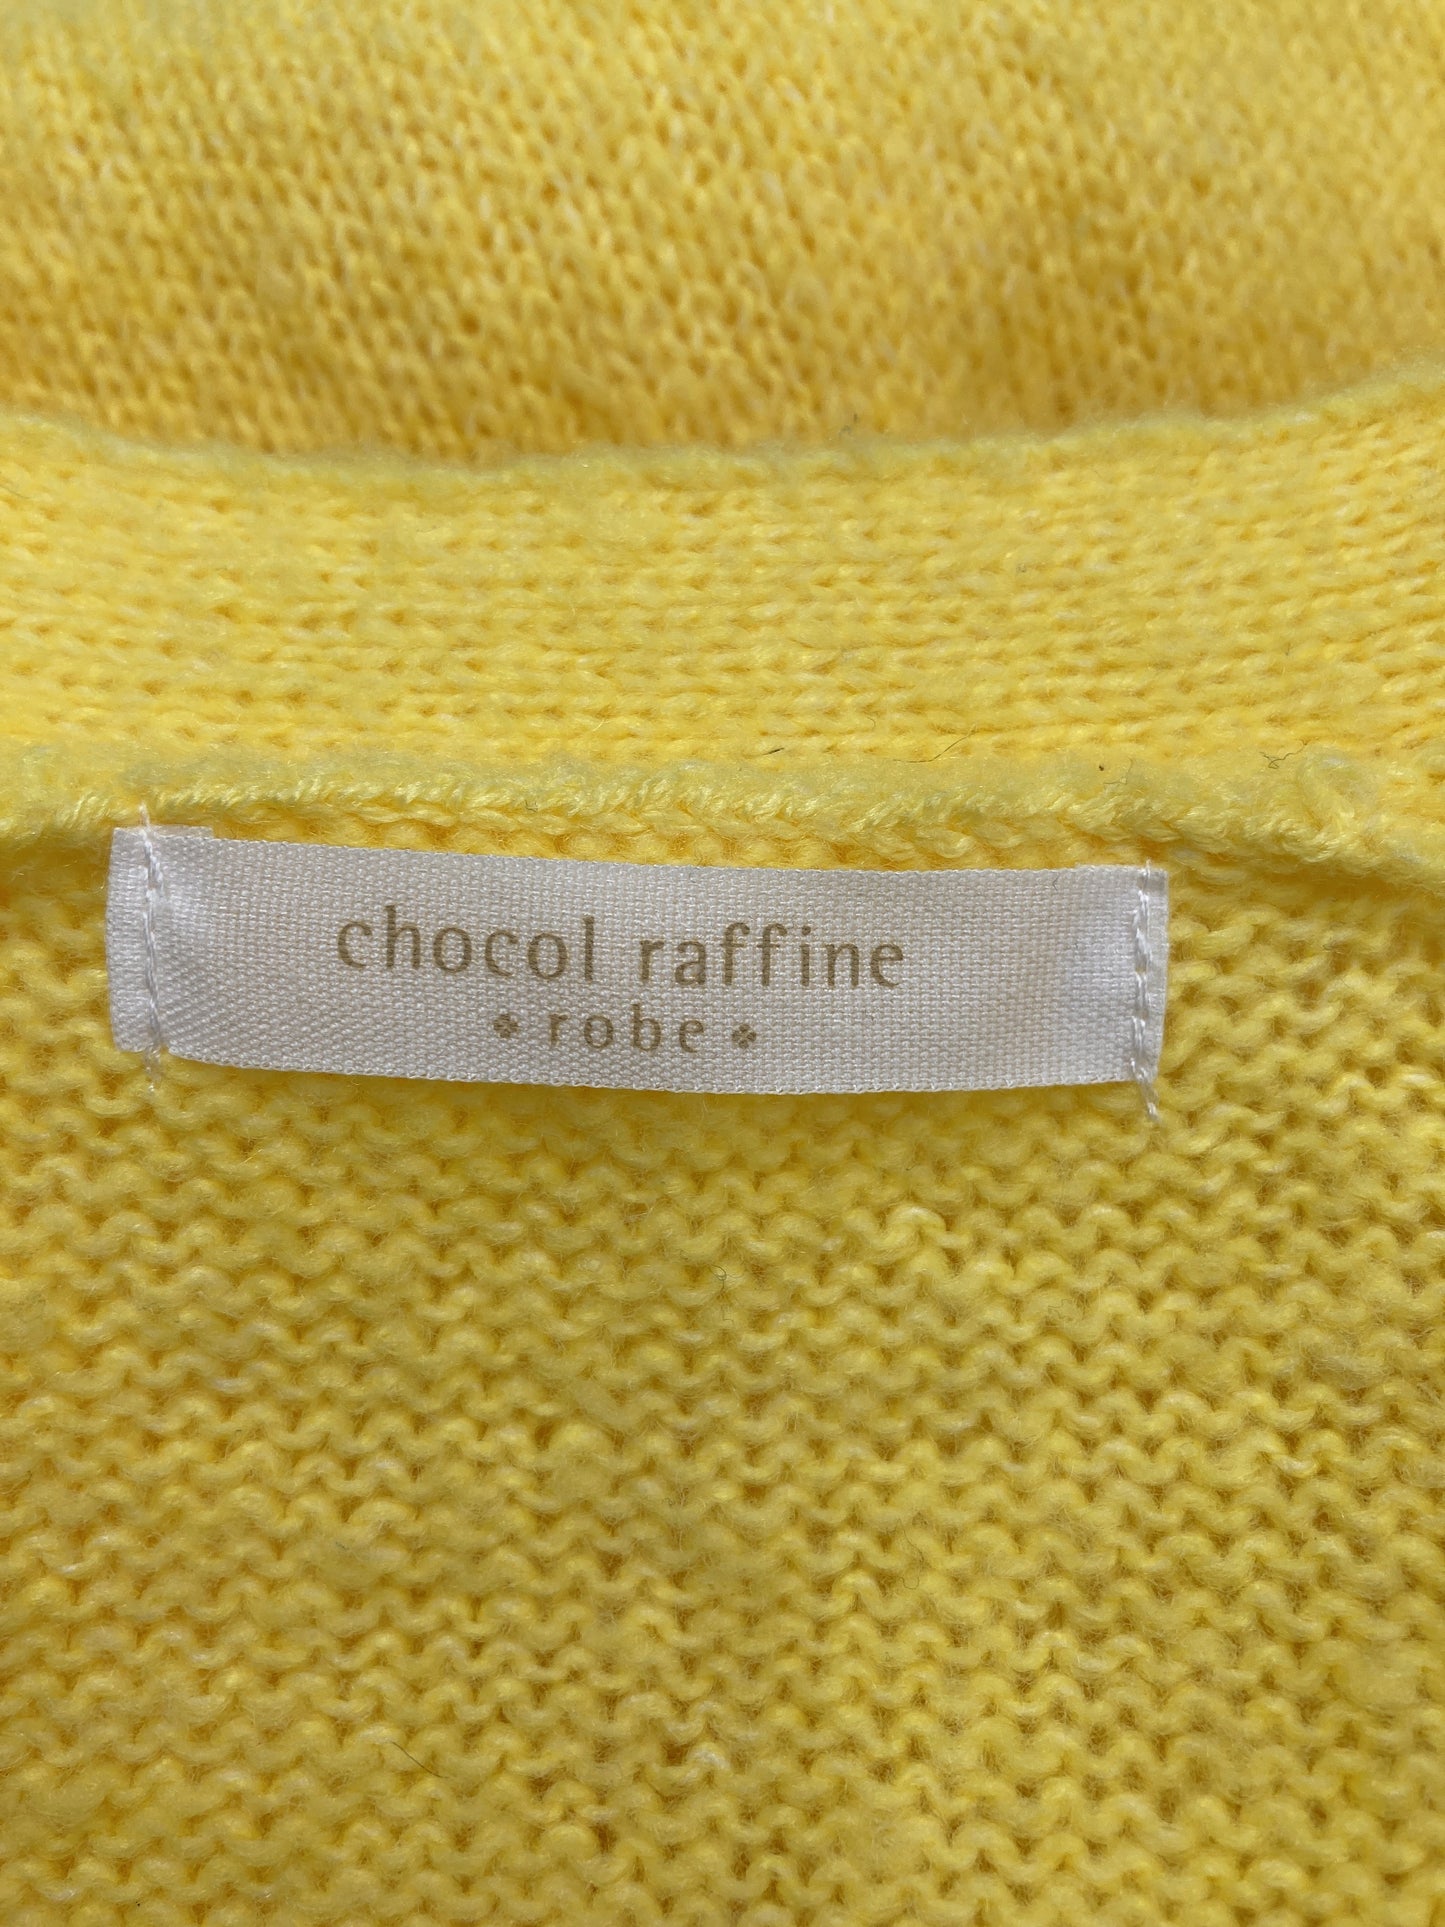 chocol raffine
robe